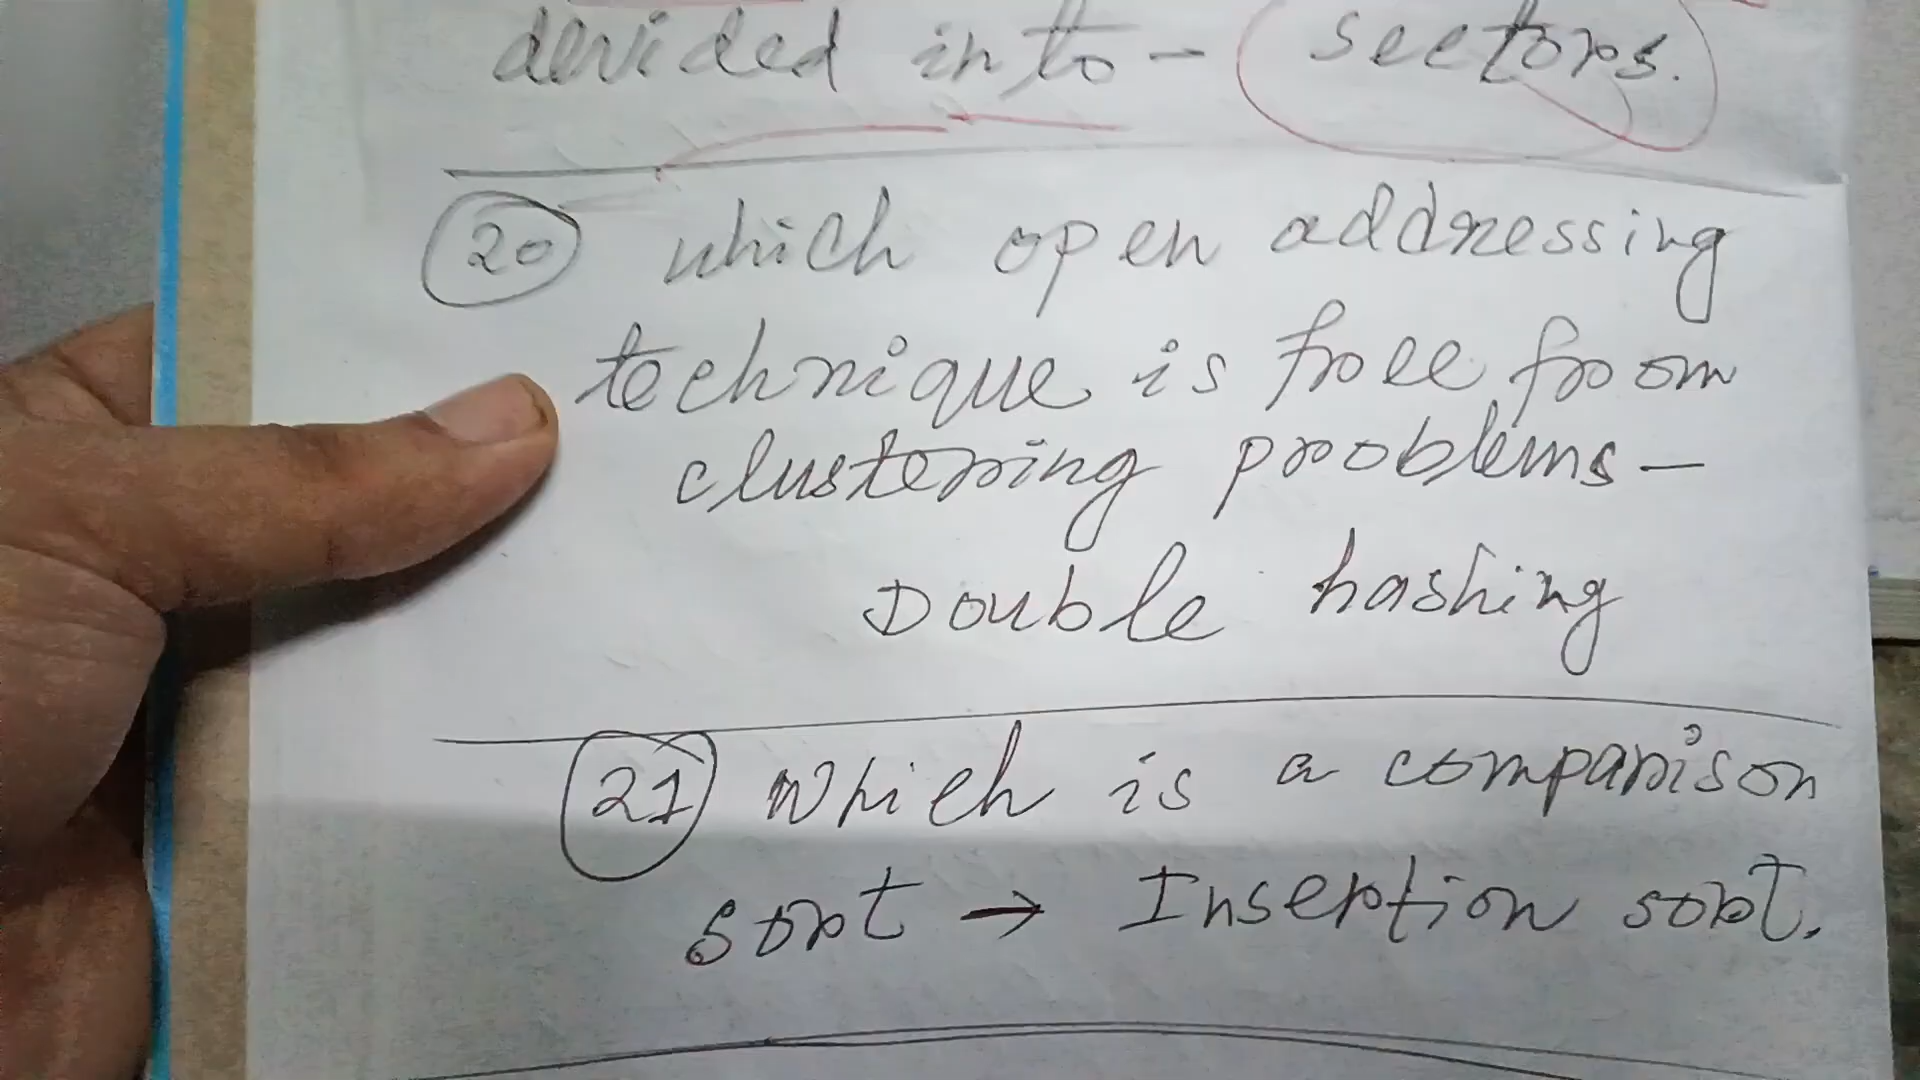 devided into - sectors.
20 which open addressing
technique is free from
clustering problems -
Double hashing
21 Which is a comparison
sort → Insertion sort.